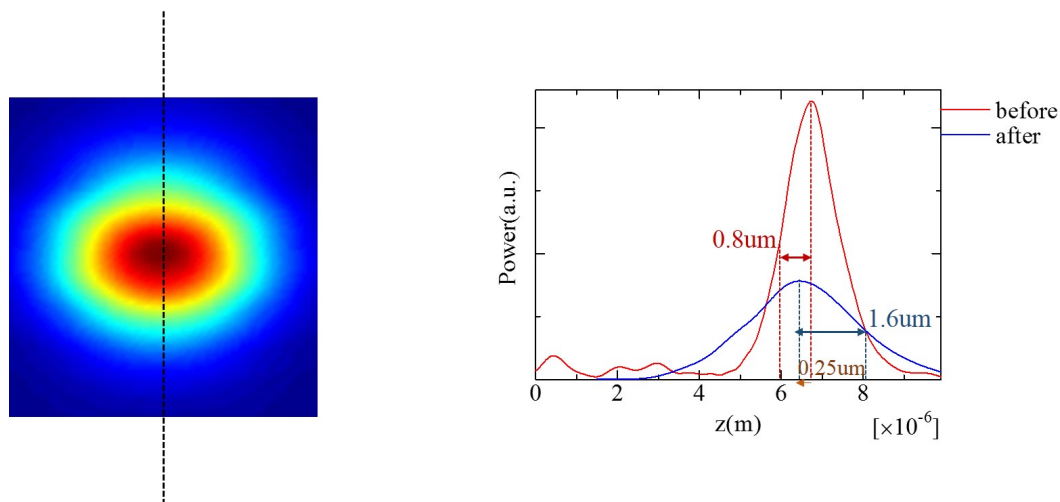 before
after
Power(a.u.)
0.8um
1.6um
0.25um
0 2 4 6 8
z(m) [×10⁻⁶]